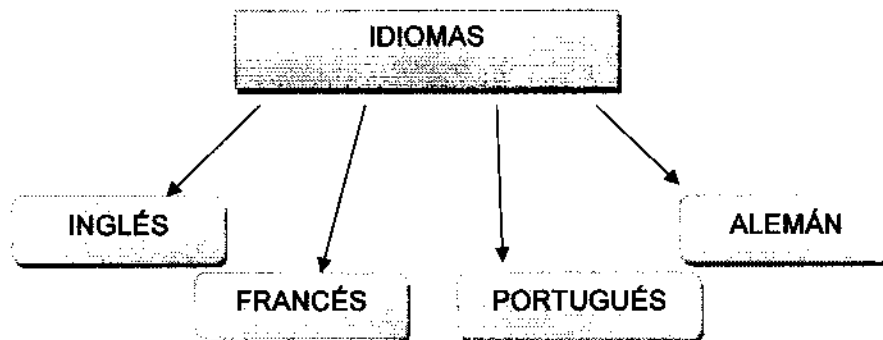 IDIOMAS
INGLÉS
ALEMÁN
FRANCÉS
PORTUGUÉS